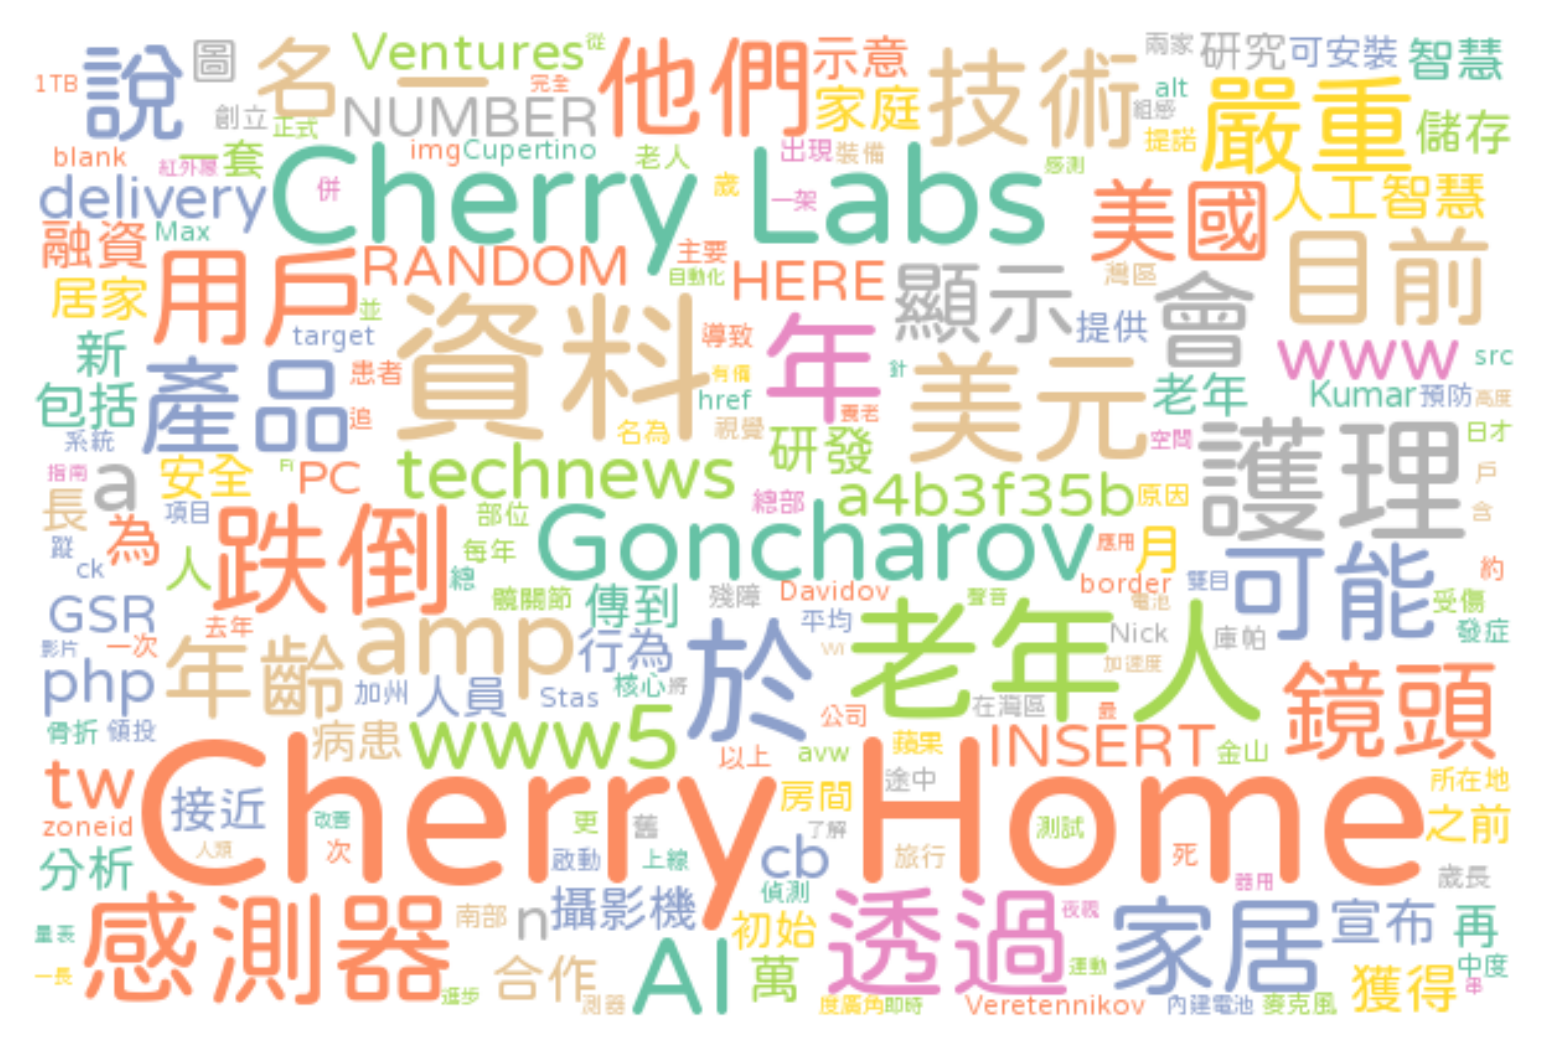 1TB
說
圖
名
一
Ventures
從
完全
他們
示意
家庭
技術
兩家
研究
可安裝
智慧
alt
嚴重
提諾
儲存
創立
正式
NUMBER
blank
紅外線
一套
img
Cupertino
老人
出現
裝備
感測
delivery
併
Cherry Labs
歲
一架
美國
人工智慧
融資
Max
用戶
RANDOM
主要
自動化
HERE
顯示
灣區
會
目前
居家
並
target
資料
導致
年
提供
www
src
新
產品
患者
有價
針
美元
老年
Kumar
預防
高度
包括
追
href
養老
系統
名為
視覺
研發
空間
護理
日才
指南
a
安全
Fi
PC
technews
總部
a4b3f35b
原因
戶
長
項目
跌倒
部位
Goncharov
應用
月
含
蹤
為
人
每年
總
可能
約
ck
髖關節
傳到
殘障
Davidov
聲音
border
電池
雙目
受傷
GSR
去年
amp
行為
平均
老年人
Nick
庫帕
發症
影片
一次
年齡
於
Wi
加速度
php
加州
人員
Stas
核心
將
在灣區
鏡頭
骨折
領投
病患
www5
公司
最
以上
avw
蘋果
INSERT
金山
tw
Cherry Home
接近
房間
途中
所在地
zoneid
改善
更
舊
了解
測試
之前
分析
人類
次
啟動
上線
cb
旅行
死
歲長
感測器
南部
n
攝影機
偵測
初始
透過
夜視
器用
家居
宣布
再
量表
一長
進步
合作
測器
AI
萬
度廣角
即時
運動
Veretennikov
內建電池
麥克風
獲得
中度
串